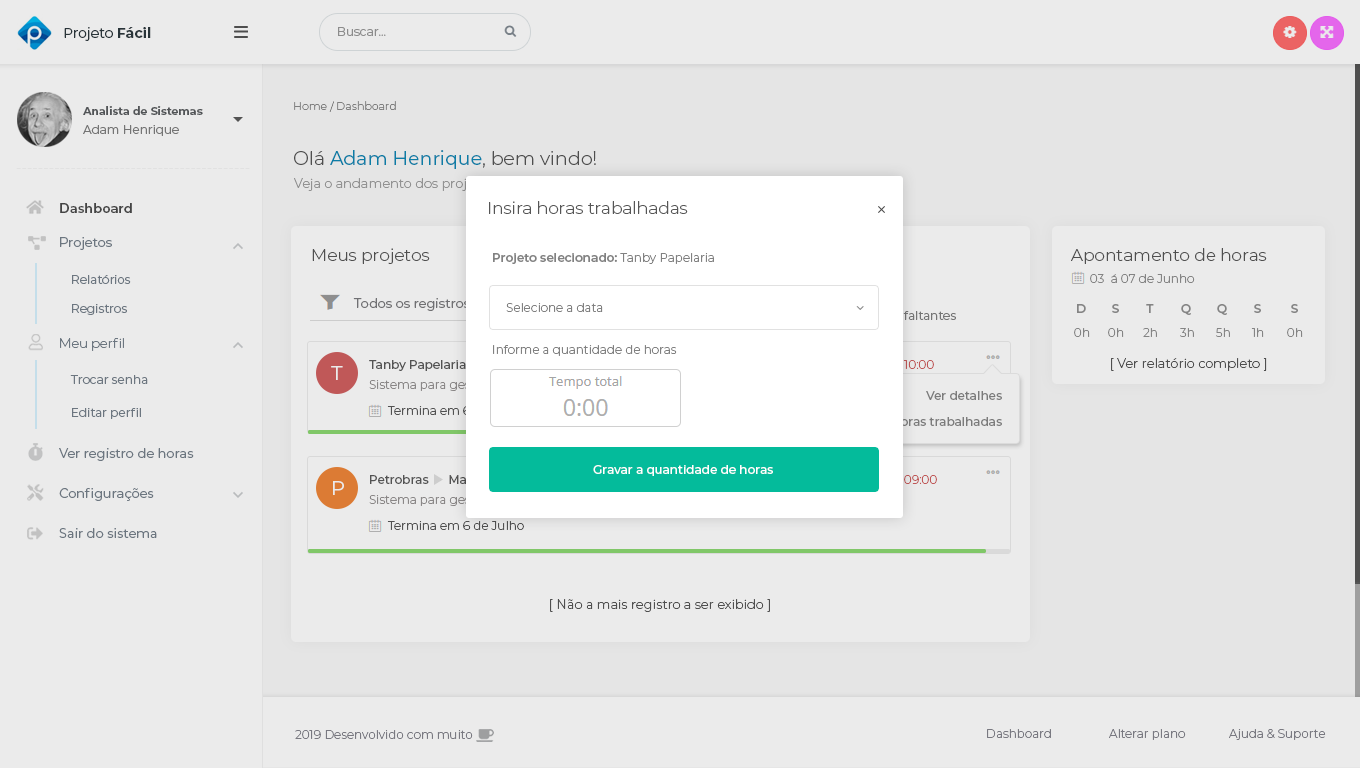 Projeto Fácil
Buscar...
Analista de Sistemas
Adam Henrique
Dashboard
Projetos
Relatórios
Registros
Meu perfil
Trocar senha
Editar perfil
Ver registro de horas
Configurações
Sair do sistema
Home / Dashboard
Olá Adam Henrique, bem vindo!
Veja o andamento dos
Meus projetos
Todos os registros
faltantes
T
Tanby Papelaria
10:00
Sistema para
Termina em
Ver detalhes
trabalhadas
P
Petrobras
09:00
Sistema para
Termina em 6 de Julho
[ Não a mais registro a ser exibido ]
Insira horas trabalhadas
×
Projeto selecionado: Tanby Papelaria
Selecione a data
Informe a quantidade de horas
Tempo total
0:00
Gravar a quantidade de horas
Apontamento de horas
03 á 07 de Junho
D S T Q Q S S
0h 0h 2h 3h 5h 1h 0h
[ Ver relatório completo ]
2019 Desenvolvido com muito
Dashboard
Alterar plano
Ajuda & Suporte